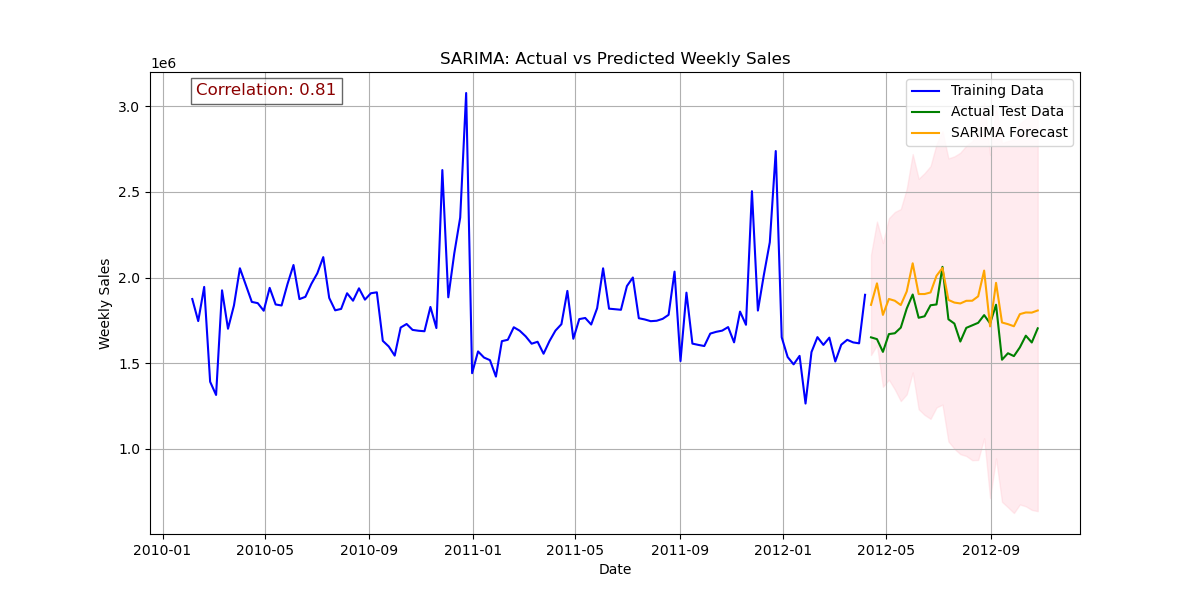 SARIMA: Actual vs Predicted Weekly Sales
1e6
Correlation: 0.81
Training Data
Actual Test Data
SARIMA Forecast
3.0
2.5
2.0
1.5
1.0
Weekly Sales
2010-01 2010-05 2010-09 2011-01 2011-05 2011-09 2012-01 2012-05 2012-09
Date